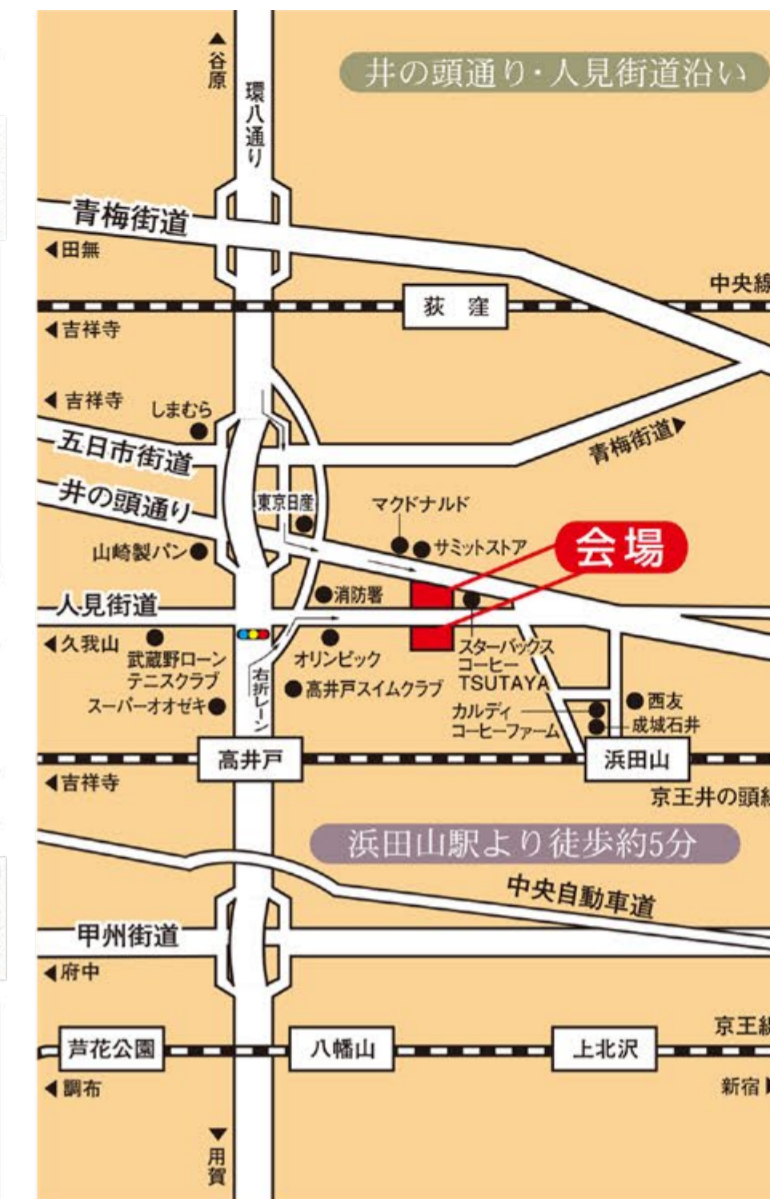 谷原
井の頭通り・人見街道沿い
環八通り
青梅街道
田無
中央線
荻 窪
吉祥寺
吉祥寺
しまむら
五日市街道
青梅街道
井の頭通り
東京日産
マクドナルド
山崎製パン
サミットストア
会場
人見街道
消防署
久我山
武蔵野ローン
テニスクラブ
オリンピック
スターバックス
コーヒー
TSUTAYA
スーパーオオゼキ
右折レーン
高井戸スイムクラブ
カルディ
コーヒーファーム
西友
成城石井
高井戸
浜田山
吉祥寺
京王井の頭線
浜田山駅より徒歩約5分
中央自動車道
甲州街道
府中
京王線
芦花公園
八幡山
上北沢
調布
新宿
用賀